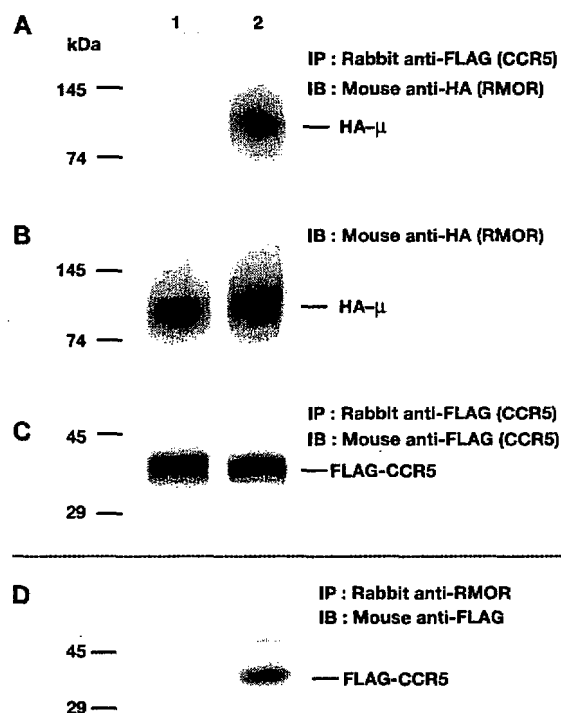 A
1
2
kDa
IP : Rabbit anti-FLAG (CCR5)
145
IB : Mouse anti-HA (RMOR)
HA-μ
74
B
IB : Mouse anti-HA (RMOR)
145
HA-μ
74
IP : Rabbit anti-FLAG (CCR5)
C
45
IB : Mouse anti-FLAG (CCR5)
FLAG-CCR5
29
D
IP : Rabbit anti-RMOR
IB : Mouse anti-FLAG
45
FLAG-CCR5
29